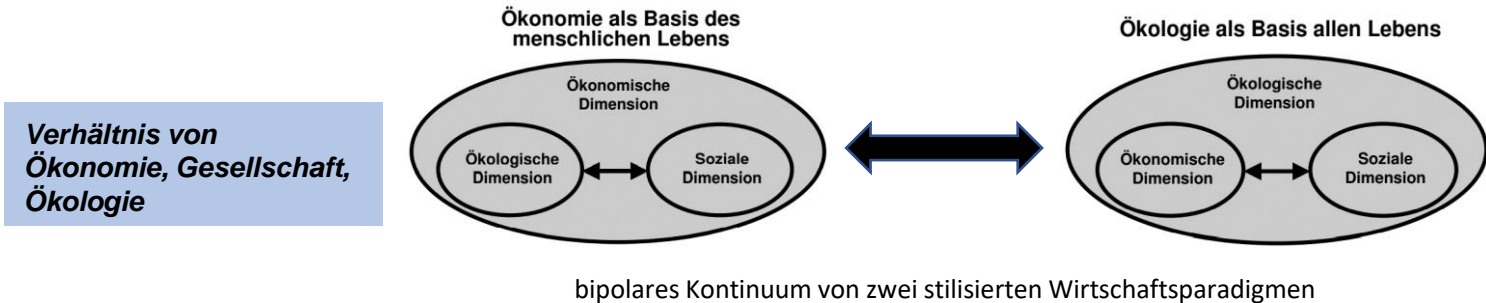 Verhältnis von
Ökonomie, Gesellschaft,
Ökologie
Ökonomie als Basis des
menschlichen Lebens
Ökonomische
Dimension
Ökologische
Dimension
Soziale
Dimension
Ökologie als Basis allen Lebens
Ökologische
Dimension
Ökonomische
Dimension
Soziale
Dimension
bipolares Kontinuum von zwei stilisierten Wirtschaftsparadigmen